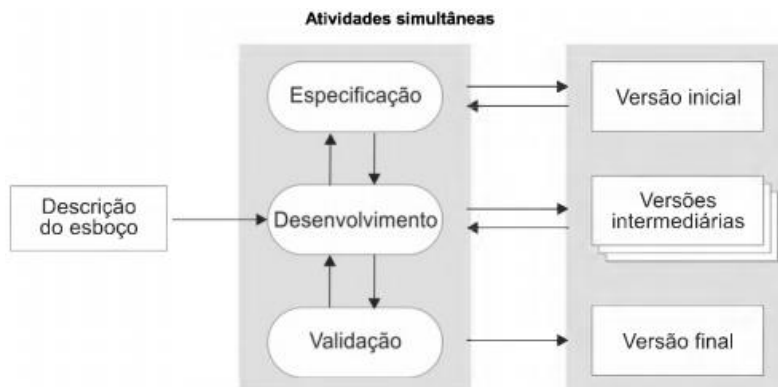 Atividades simultâneas
Especificação
Versão inicial
Descrição
do esboço
Desenvolvimento
Versões
intermediárias
Validação
Versão final